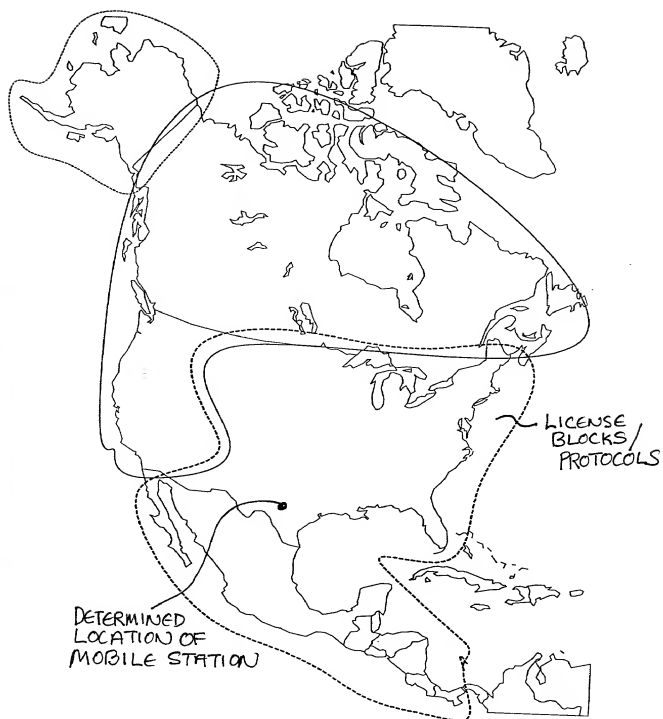 LICENSE
BLOCKS/
PROTOCOLS
DETERMINED
LOCATION OF
MOBILE STATION